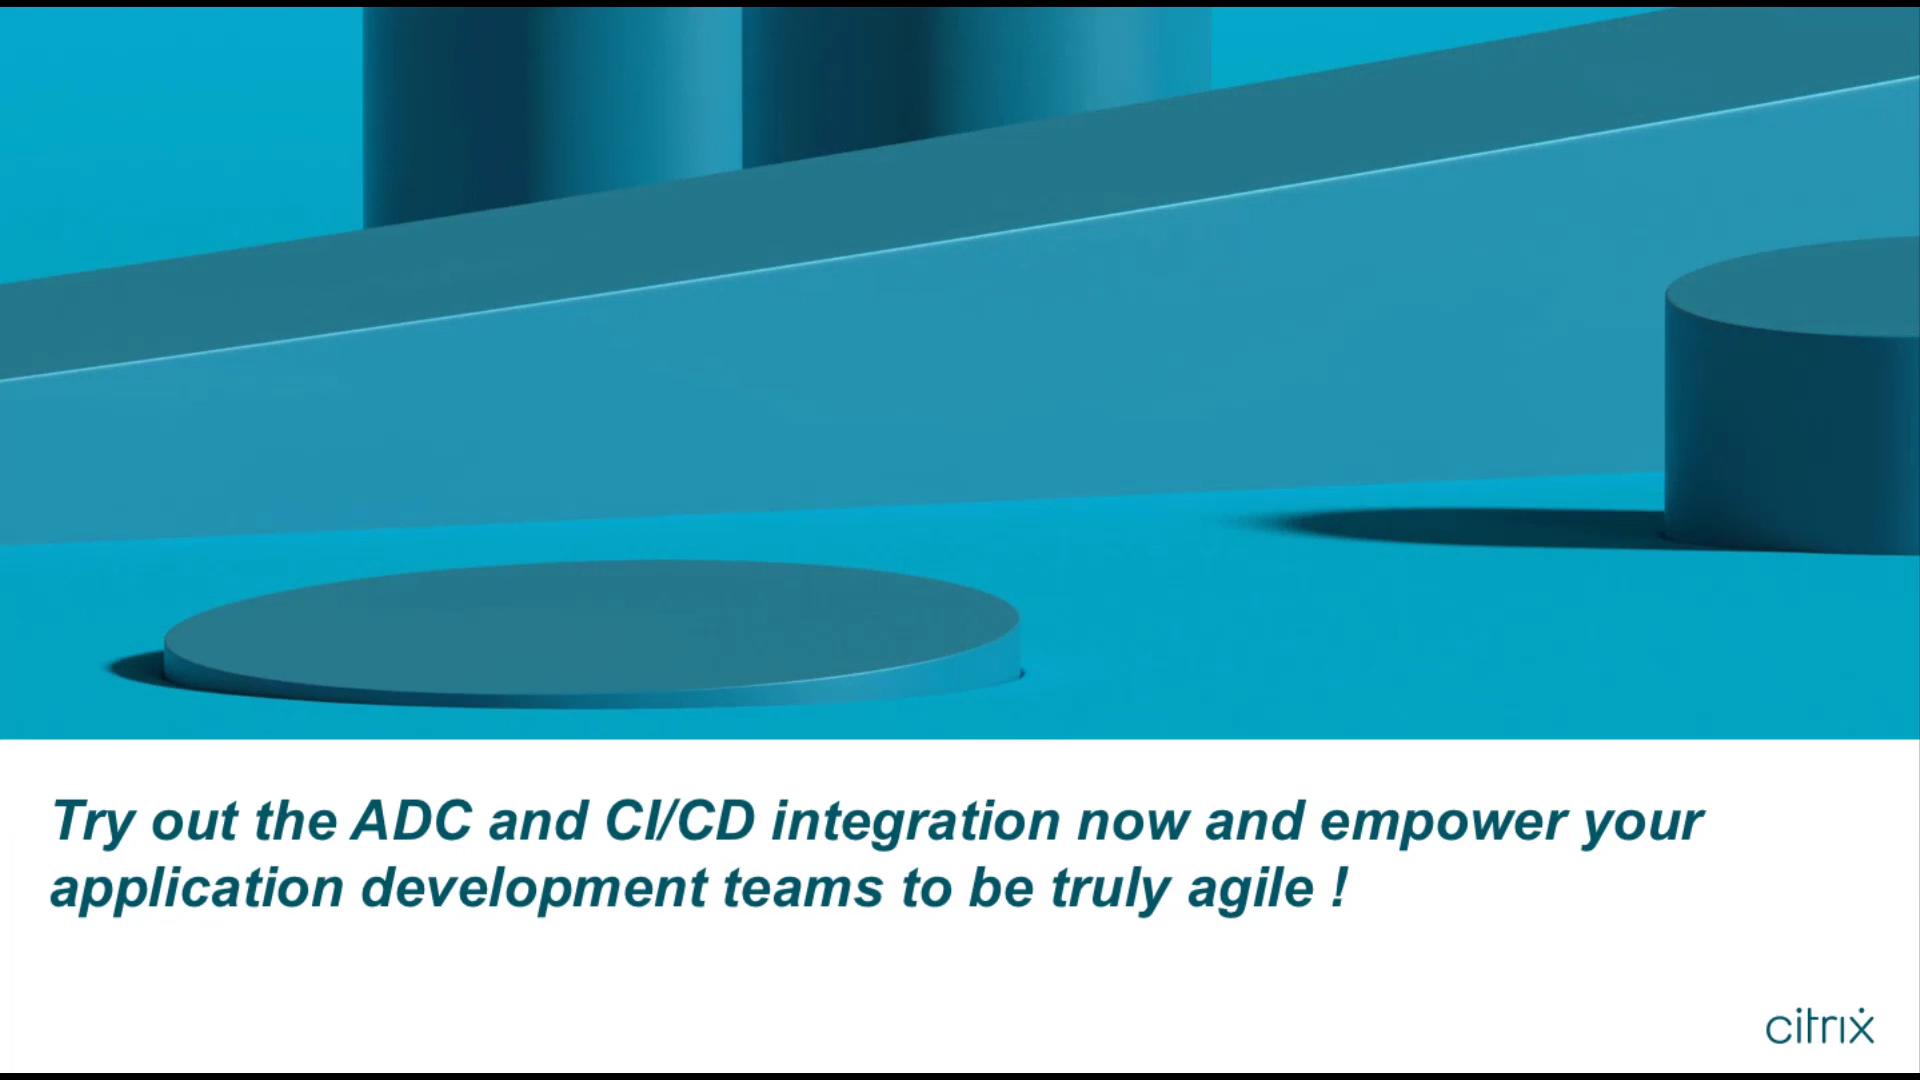 Try out the ADC and CI/CD integration now and empower your
application development teams to be truly agile !
citrix